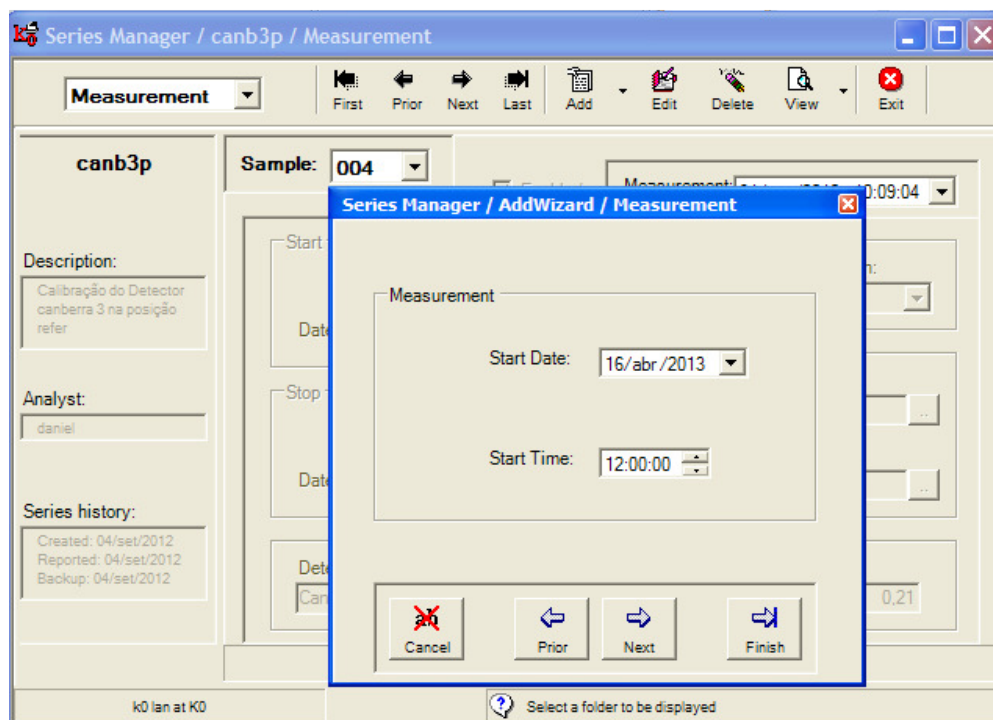 Series Manager / canb3p / Measurement
Measurement
First Prior Next Last Add Edit Delete View Exit
canb3p
Sample: 004
Measurement:
0:09:04
Series Manager / AddWizard / Measurement
Start
Description:
Calibração do Detector
canberra 3 na posição
refer
Measurement
Date
Start Date: 16/abr/2013
Analyst:
daniel
Stop
Start Time: 12:00:00
Date
Series history:
Created: 04/set/2012
Reported: 04/set/2012
Backup: 04/set/2012
Dete
Can
0,21
Cancel Prior Next Finish
k0 lan at K0
Select a folder to be displayed